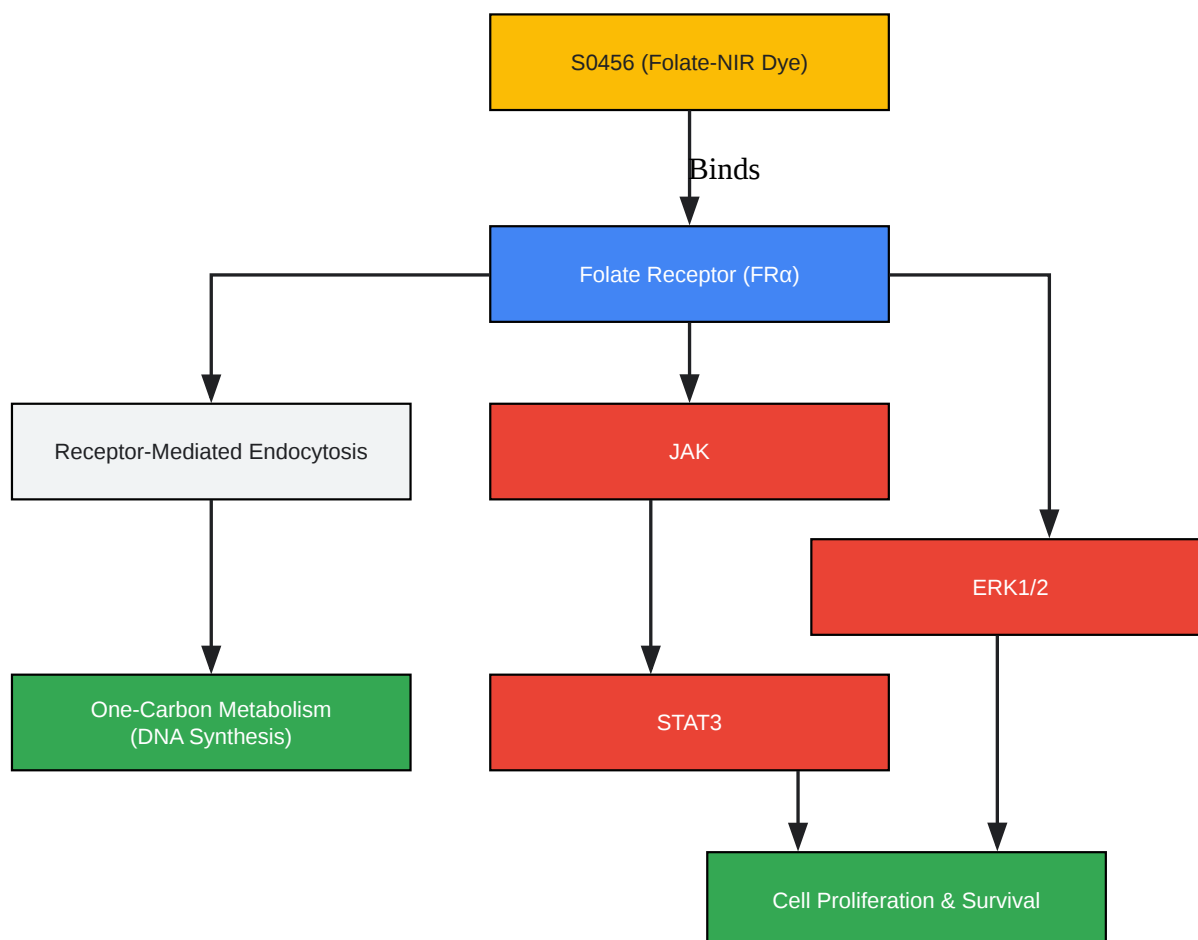 S0456 (Folate-NIR Dye)
Binds
Folate Receptor (FRα)
Receptor-Mediated Endocytosis
JAK
ERK1/2
One-Carbon Metabolism
(DNA Synthesis)
STAT3
Cell Proliferation & Survival